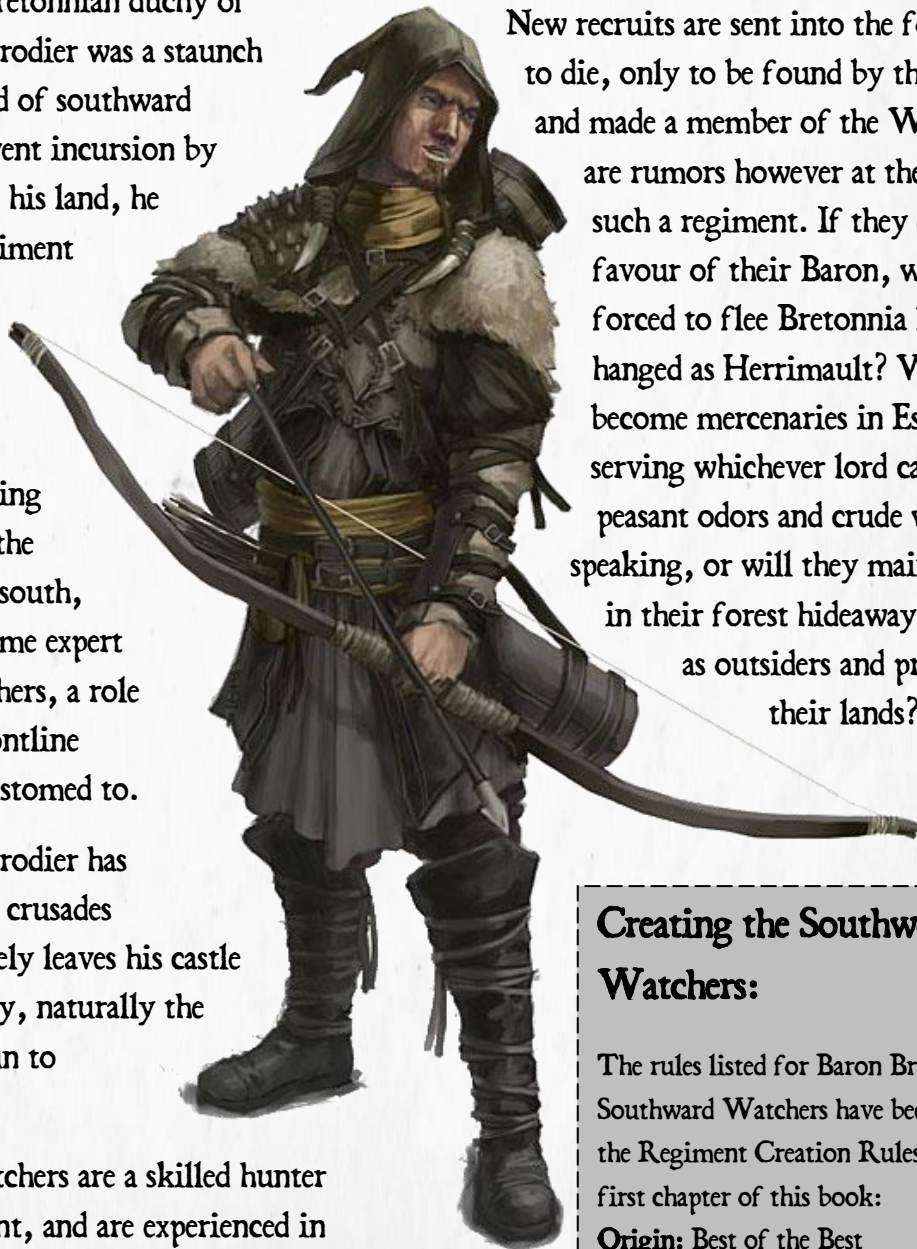 retonnian duchy of
rodier was a staunch
d of southward
vent incursion by
his land, he
iment
ing
the
south,
me expert
hers, a role
ontline
stomed to.
rodier has
crusades
ely leaves his castle
y, naturally the
un to
tchers are a skilled hunter
nt, and are experienced in
New recruits are sent into the fo
to die, only to be found by th
and made a member of the W
are rumors however at the
such a regiment. If they
favour of their Baron, w
forced to flee Bretonnia
hanged as Herrimault? V
become mercenaries in Es
serving whichever lord ca
peasant odors and crude
speaking, or will they mai
in their forest hideaway
as outsiders and pr
their lands?
Creating the Southw
Watchers:
The rules listed for Baron Br
Southward Watchers have bee
the Regiment Creation Rules
first chapter of this book:
Origin: Best of the Best